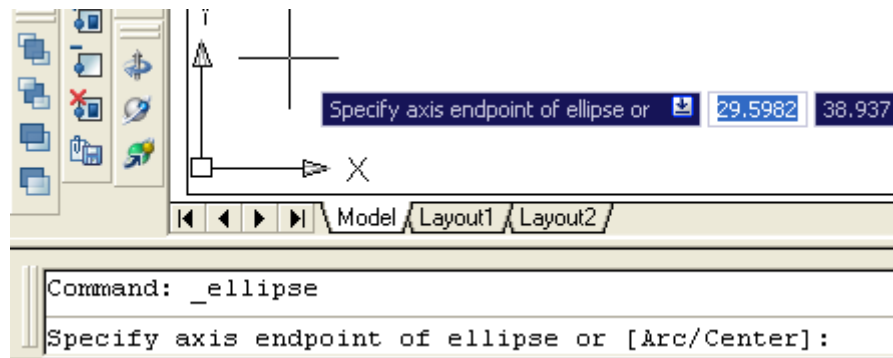 Y
Specify axis endpoint of ellipse or 29.5982 38.937
X
Model Layout1 Layout2
Command: _ellipse
Specify axis endpoint of ellipse or [Arc/Center]: